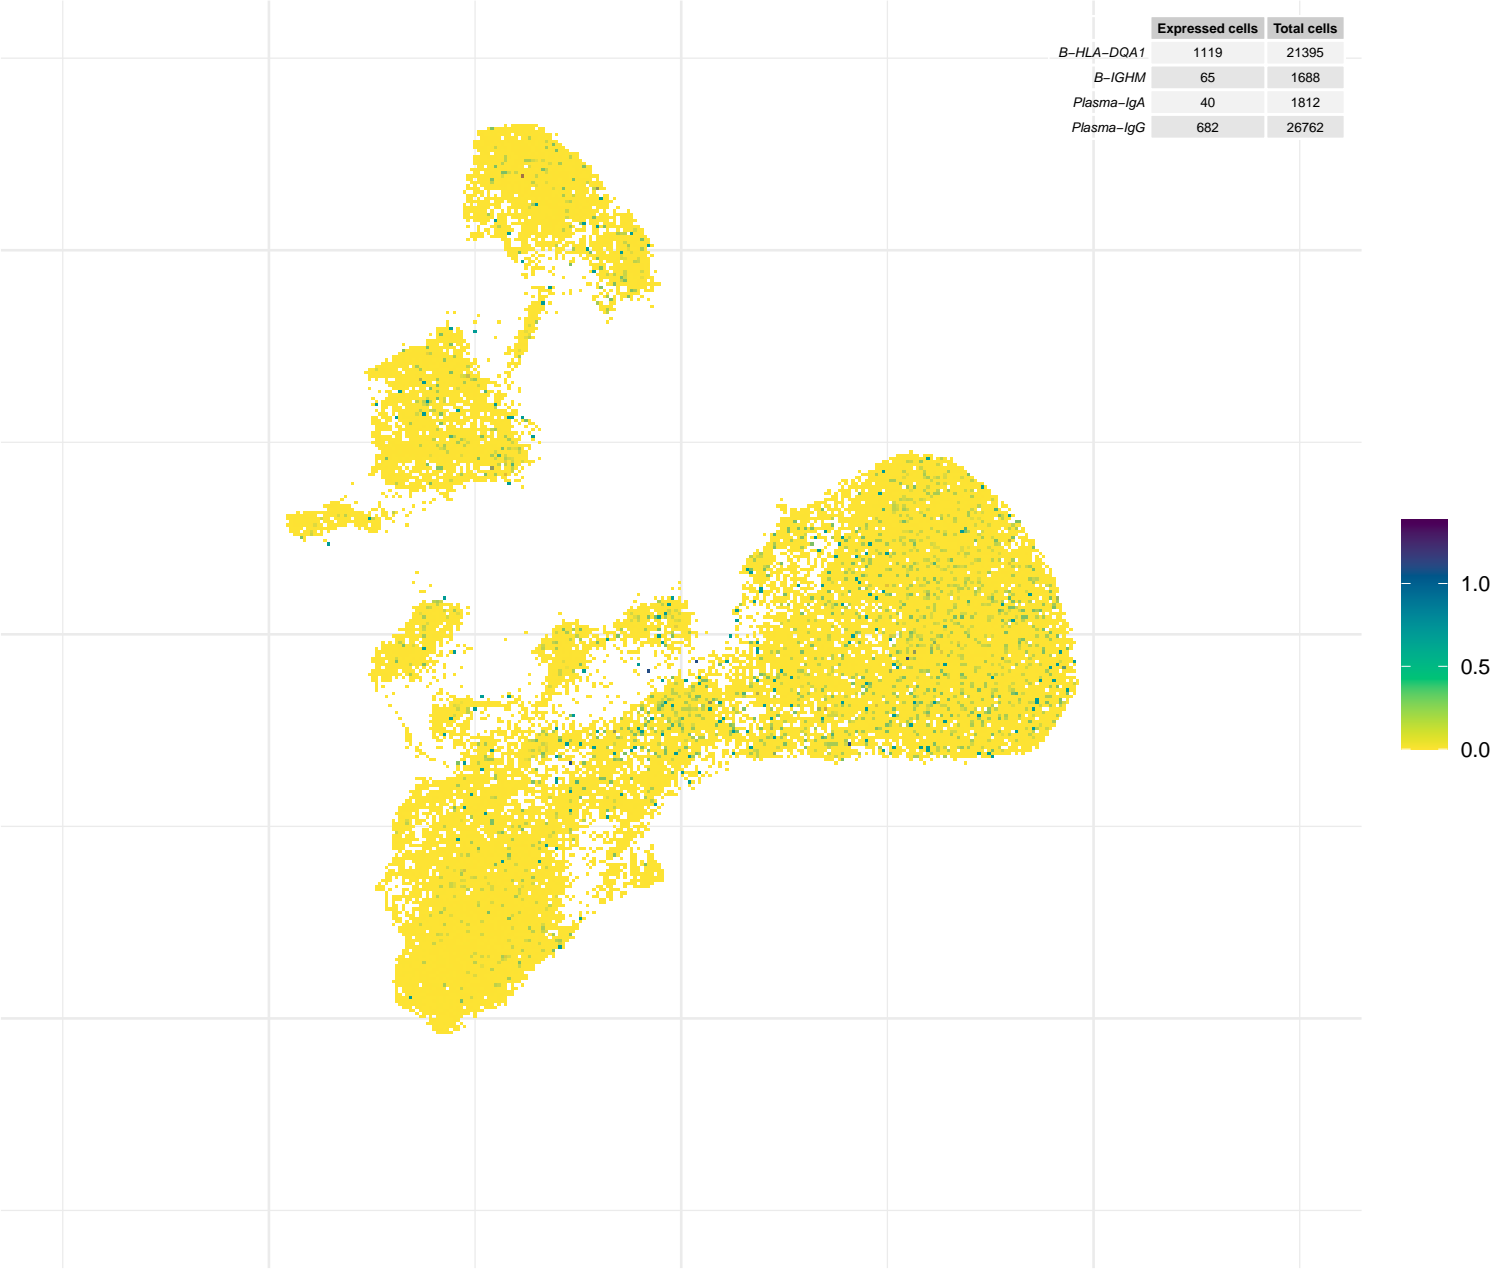 Expressed cells Total cells
B–HLA–DQA1 1119 21395
B–IGHM 65 1688
Plasma–IgA 40 1812
Plasma–IgG 682 26762
1.0
0.5
0.0